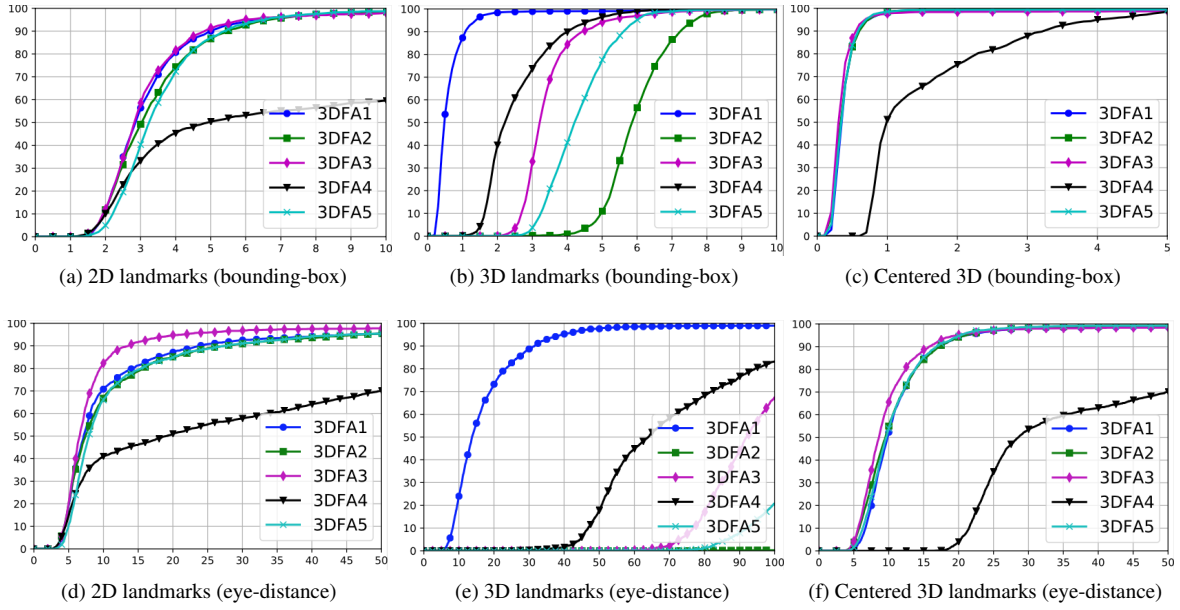 100
90
80
70
60
50
40
30
20
10
0
3DFA1
3DFA2
3DFA3
3DFA4
3DFA5
0 1 2 3 4 5 6 7 8 9 10
(a) 2D landmarks (bounding-box)
100
90
80
70
60
50
40
30
20
10
0
3DFA1
3DFA2
3DFA3
3DFA4
3DFA5
0 1 2 3 4 5 6 7 8 9 10
(b) 3D landmarks (bounding-box)
100
90
80
70
60
50
40
30
20
10
0
3DFA1
3DFA2
3DFA3
3DFA4
3DFA5
0 1 2 3 4 5
(c) Centered 3D (bounding-box)
100
90
80
70
60
50
40
30
20
10
0
3DFA1
3DFA2
3DFA3
3DFA4
3DFA5
0 5 10 15 20 25 30 35 40 45 50
(d) 2D landmarks (eye-distance)
100
90
80
70
60
50
40
30
20
10
0
3DFA1
3DFA2
3DFA3
3DFA4
3DFA5
0 10 20 30 40 50 60 70 80 90 100
(e) 3D landmarks (eye-distance)
100
90
80
70
60
50
40
30
20
10
0
3DFA1
3DFA2
3DFA3
3DFA4
3DFA5
0 5 10 15 20 25 30 35 40 45 50
(f) Centered 3D landmarks (eye-distance)